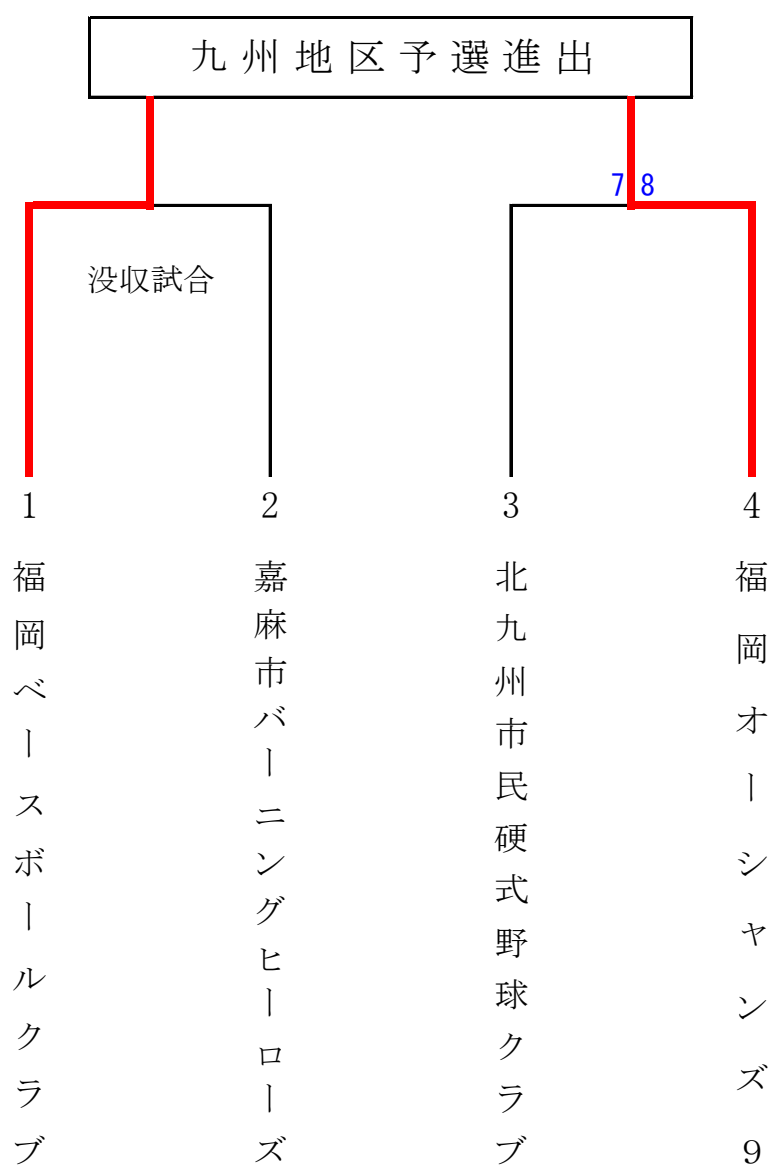 九州地区予選進出
7 8
没収試合
1
2
3
4
福岡ベースボールクラブ
嘉麻市バーニングヒーローズ
北九州市民硬式野球クラブ
福岡オーシャンズ9